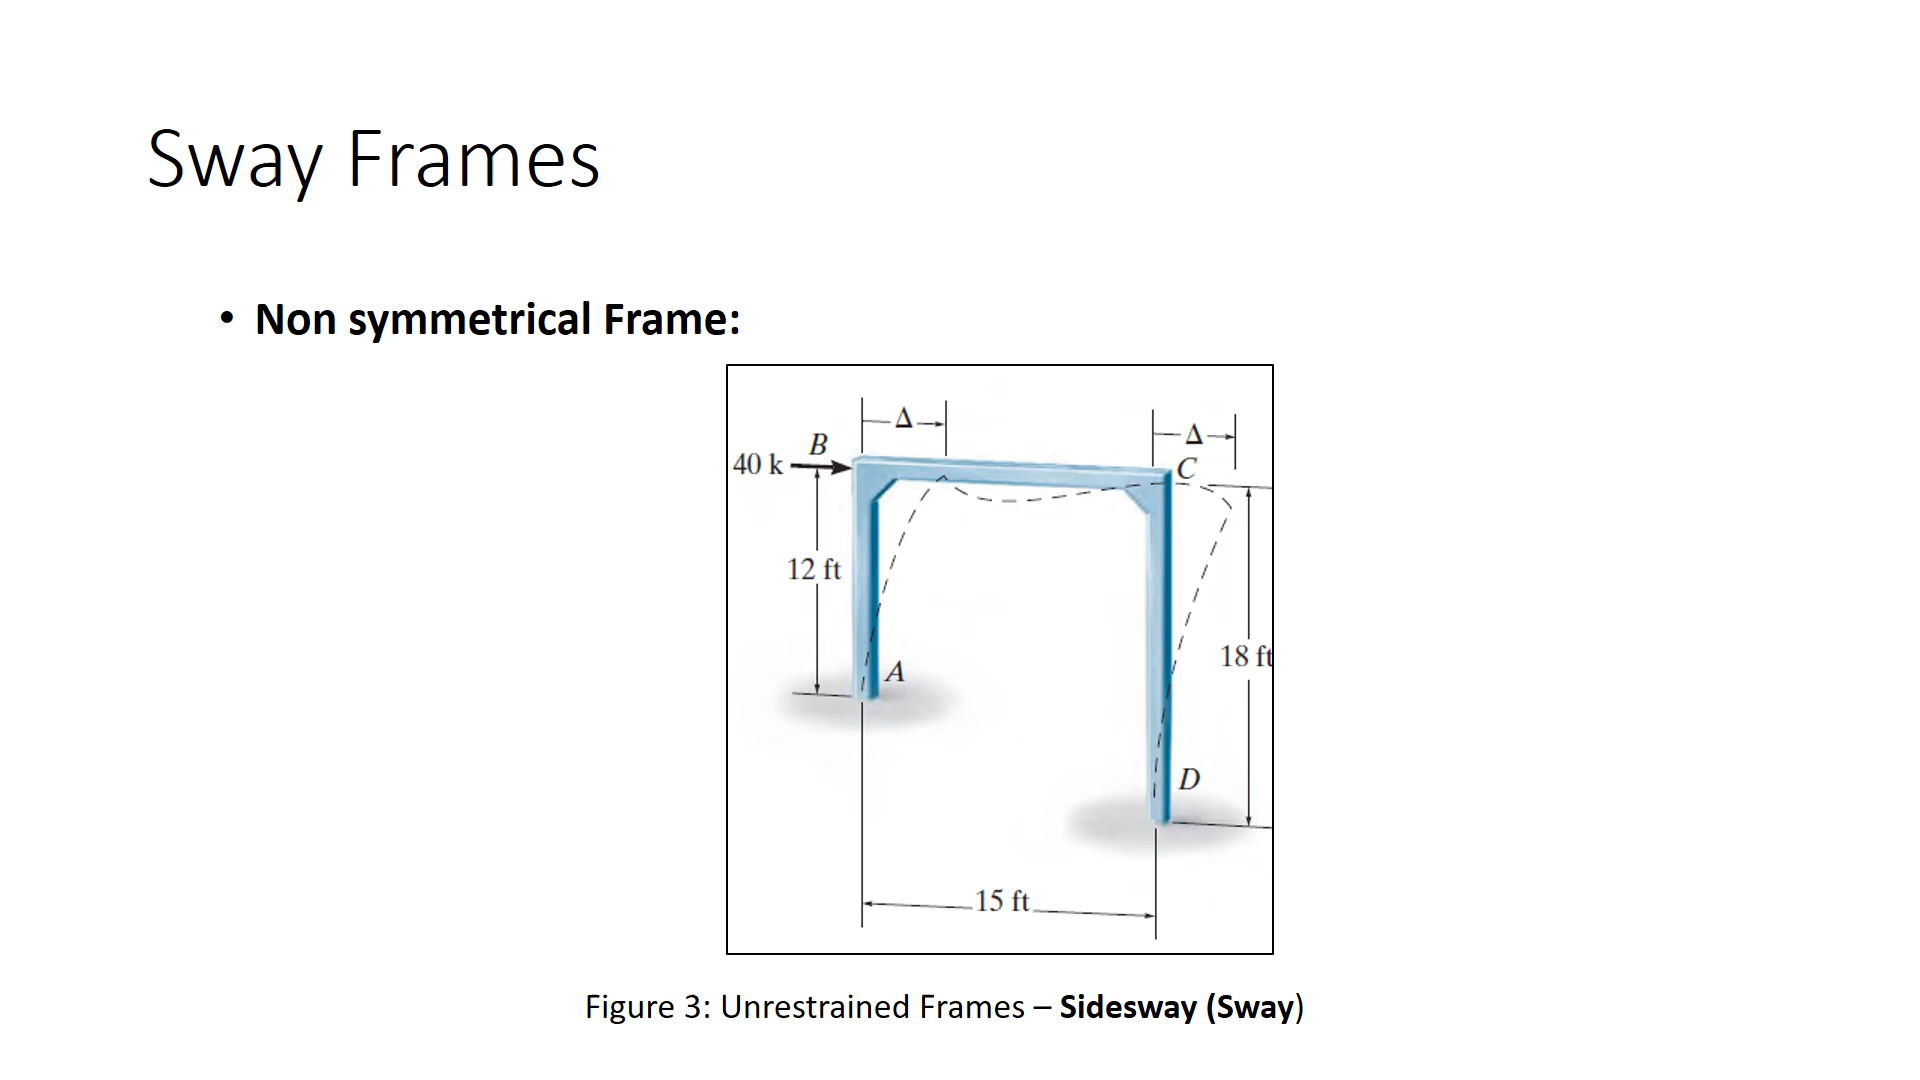 Sway Frames
• Non symmetrical Frame:
Δ
Δ
B
40 k
C
12 ft
18 ft
A
D
15 ft
Figure 3: Unrestrained Frames – Sidesway (Sway)